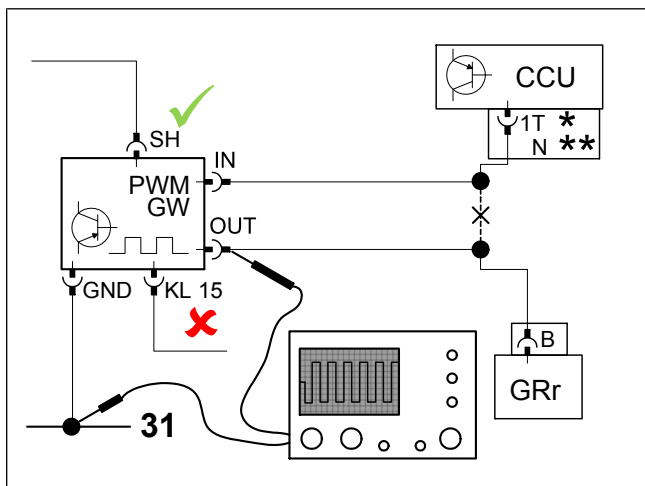 CCU
1T *
N **
SH
IN
PWM
GW
OUT
GND
KL 15
B
GRr
31